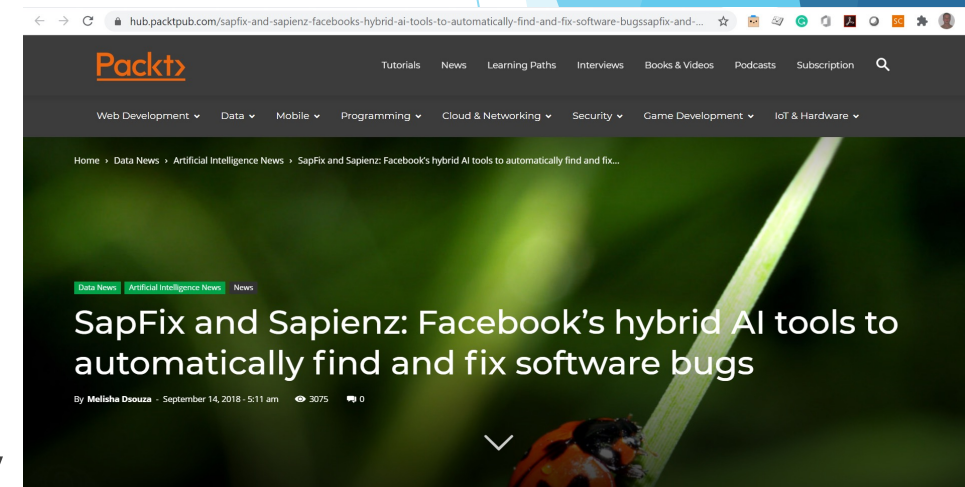 hub.packtpub.com/sapfix-and-sapienz-facebooks-hybrid-ai-tools-to-automatically-find-and-fix-software-bugssapfix-and-...
SC
Packt>
Tutorials News Learning Paths Interviews Books & Videos Podcasts Subscription
Web Development Data Mobile Programming Cloud & Networking Security Game Development IoT & Hardware
Home › Data News › Artificial Intelligence News › SapFix and Sapienz: Facebook's hybrid AI tools to automatically find and fix...
Data News Artificial Intelligence News News
SapFix and Sapienz: Facebook's hybrid AI tools to
automatically find and fix software bugs
By Melisha Dsouza - September 14, 2018 - 5:11 am 3075 0